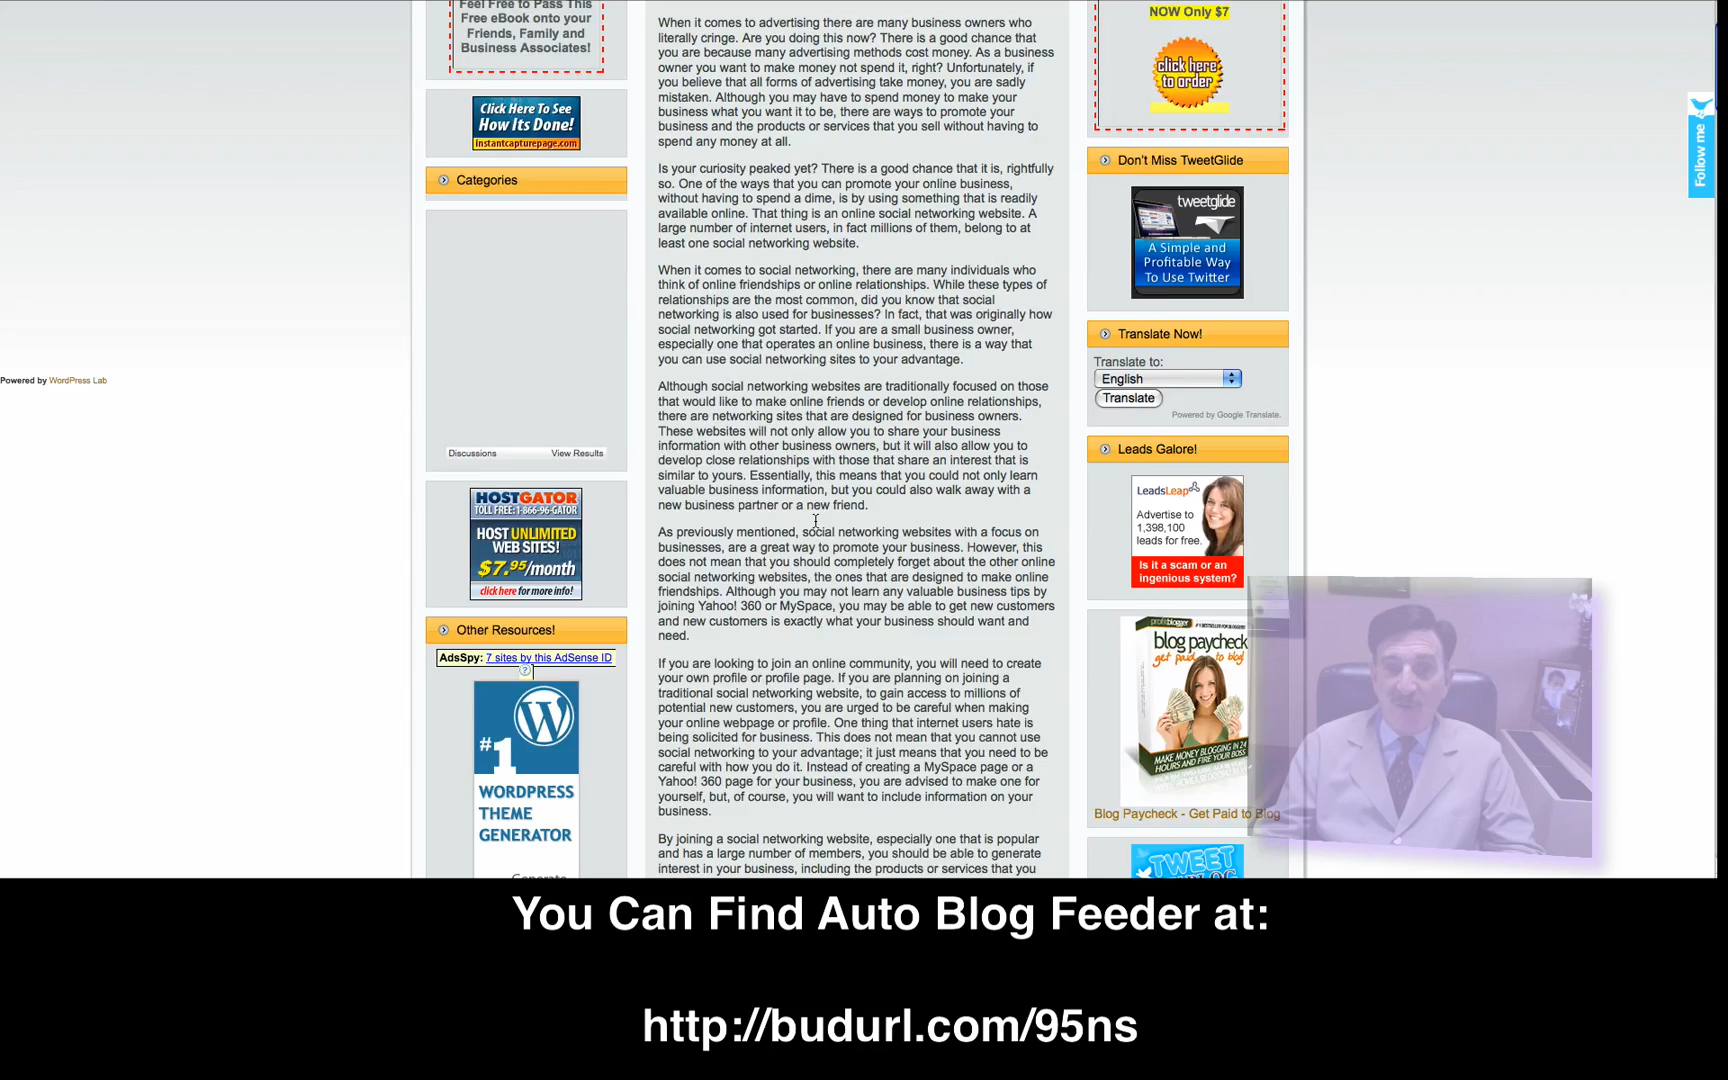 Feel Free to Pass This
Free eBook onto your
Friends, Family and
Business Associates!
Click Here To See
How Its Done!
instantcapturepage.com
Categories
Discussions View Results
HOSTGATOR
TOLL FREE: 1-866-96-GATOR
HOST UNLIMITED
WEB SITES!
$7.95/month
click here for more info!
Other Resources!
AdsSpy: 7 sites by this AdSense ID
?
W
#1
WORDPRESS
THEME
GENERATOR
Generate
Powered by WordPress Lab
When it comes to advertising there are many business owners who
literally cringe. Are you doing this now? There is a good chance that
you are because many advertising methods cost money. As a business
owner you want to make money not spend it, right? Unfortunately, if
you believe that all forms of advertising take money, you are sadly
mistaken. Although you may have to spend money to make your
business what you want it to be, there are ways to promote your
business and the products or services that you sell without having to
spend any money at all.
Is your curiosity peaked yet? There is a good chance that it is, rightfully
so. One of the ways that you can promote your online business,
without having to spend a dime, is by using something that is readily
available online. That thing is an online social networking website. A
large number of internet users, in fact millions of them, belong to at
least one social networking website.
When it comes to social networking, there are many individuals who
think of online friendships or online relationships. While these types of
relationships are the most common, did you know that social
networking is also used for businesses? In fact, that was originally how
social networking got started. If you are a small business owner,
especially one that operates an online business, there is a way that
you can use social networking sites to your advantage.
Although social networking websites are traditionally focused on those
that would like to make online friends or develop online relationships,
there are networking sites that are designed for business owners.
These websites will not only allow you to share your business
information with other business owners, but it will also allow you to
develop close relationships with those that share an interest that is
similar to yours. Essentially, this means that you could not only learn
valuable business information, but you could also walk away with a
new business partner or a new friend.
As previously mentioned, social networking websites with a focus on
businesses, are a great way to promote your business. However, this
does not mean that you should completely forget about the other online
social networking websites, the ones that are designed to make online
friendships. Although you may not learn any valuable business tips by
joining Yahoo! 360 or MySpace, you may be able to get new customers
and new customers is exactly what your business should want and
need.
If you are looking to join an online community, you will need to create
your own profile or profile page. If you are planning on joining a
traditional social networking website, to gain access to millions of
potential new customers, you are urged to be careful when making
your online webpage or profile. One thing that internet users hate is
being solicited for business. This does not mean that you cannot use
social networking to your advantage; it just means that you need to be
careful with how you do it. Instead of creating a MySpace page or a
Yahoo! 360 page for your business, you are advised to make one for
yourself, but, of course, you will want to include information on your
business.
By joining a social networking website, especially one that is popular
and has a large number of members, you should be able to generate
interest in your business, including the products or services that you
NOW Only $7
click here
to order
Don't Miss TweetGlide
tweetglide
A Simple and
Profitable Way
To Use Twitter
Translate Now!
Translate to:
English
Translate
Powered by Google Translate.
Leads Galore!
LeadsLeap
Advertise to
1,398,100
leads for free.
Is it a scam or an
ingenious system?
blog paycheck
get paid to blog!
MAKE MONEY BLOGGING IN 24
HOURS AND FIRE YOUR BOSS
Blog Paycheck - Get Paid to Blog
TWEET
Follow me
You Can Find Auto Blog Feeder at:
http://budurl.com/95ns